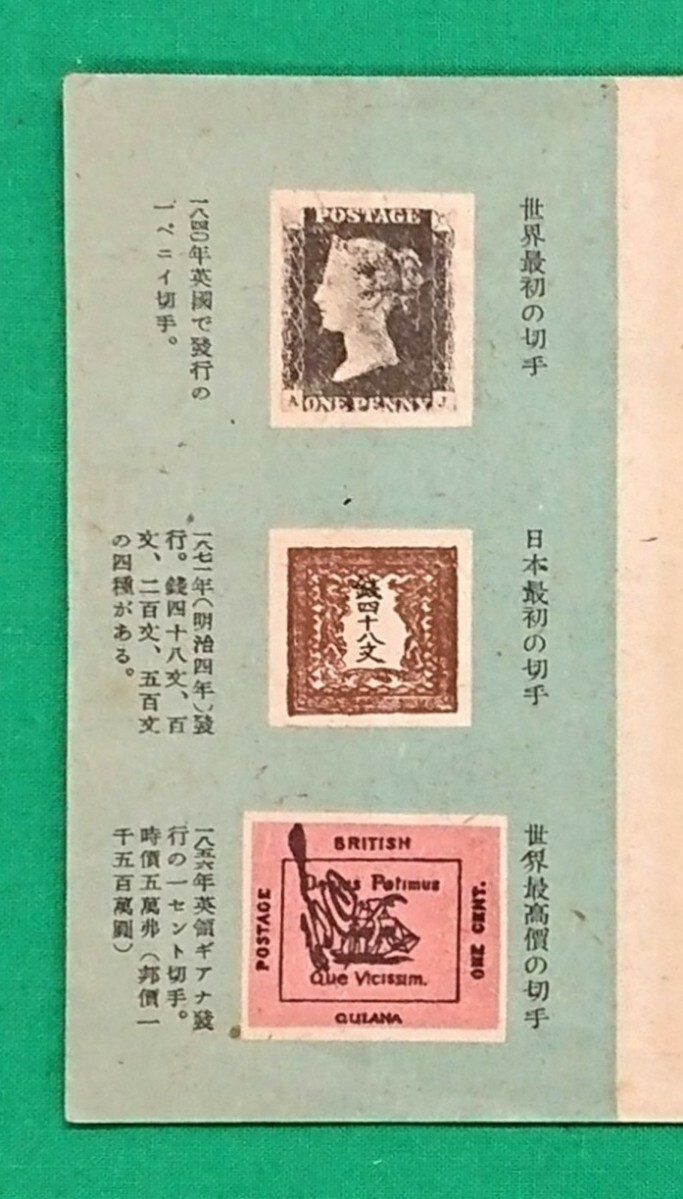 世界最初の切手
POSTAGE
A ONE PENNY J
一八四〇年英國で發行の
一ペニイ切手。
日本最初の切手
錢四十八文
一八七一年(明治四年)發
行。錢四十八文、百
文、二百文、五百文
の四種がある。
世界最高價の切手
BRITISH
Patimus
Que Vicissim.
POSTAGE
ONE CENT.
GUIANA
一八五六年英領ギアナ發
行の一セント切手。
時價五萬弗(邦價一
千五百萬圓)